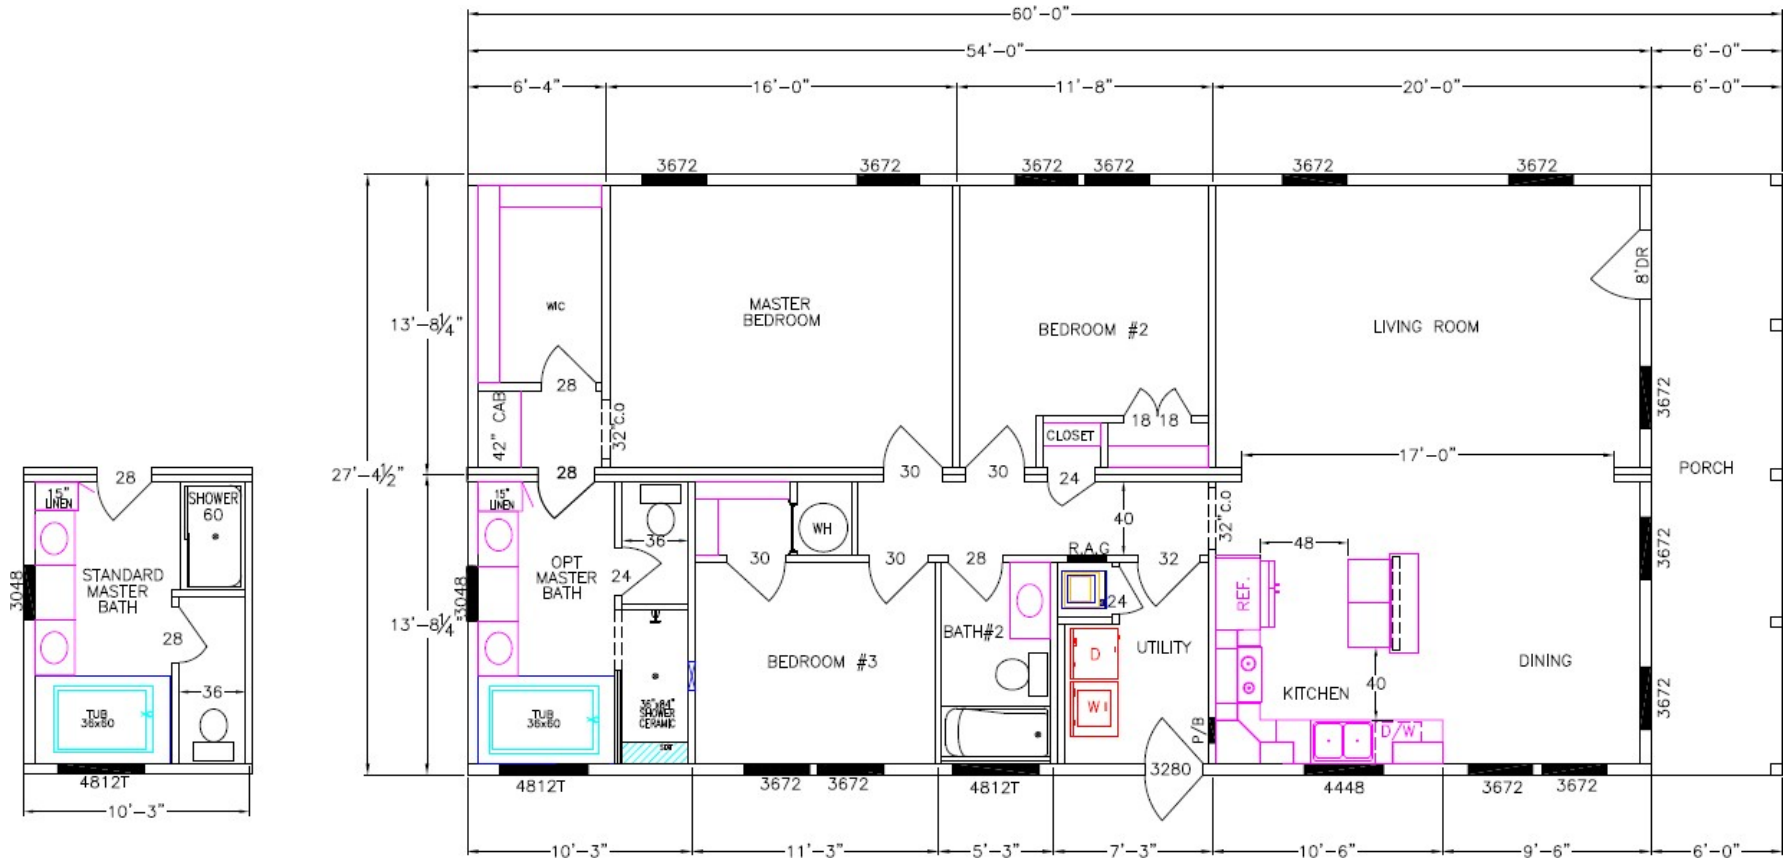 60'-0"
54'-0"
6'-0"
6'-4"
16'-0"
11'-8"
20'-0"
6'-0"
3672
3672
3672
3672
3672
3672
WIC
MASTER
BEDROOM
BEDROOM #2
LIVING ROOM
8'DR
13'-8¼"
28
42" CAB
32"c.o
18 18
CLOSET
3672
27'-4½"
28
30
30
24
17'-0"
PORCH
28
15"
LINEN
SHOWER
60
STANDARD
MASTER
BATH
3048
28
36
TUB
36x60
4812T
10'-3"
15"
LINEN
36
WH
40
32"c.o
OPT
MASTER
BATH
24
3048
30
30
28
R.A.G
32
48
3672
REF.
24
13'-8¼"
BATH#2
D
UTILITY
BEDROOM #3
DINING
KITCHEN
40
TUB
36x60
36"x84"
SHOWER
CERAMIC
SEAT
W
P/B
D/W
3672
3280
4812T
3672
3672
4812T
4448
3672
3672
10'-3"
11'-3"
5'-3"
7'-3"
10'-6"
9'-6"
6'-0"